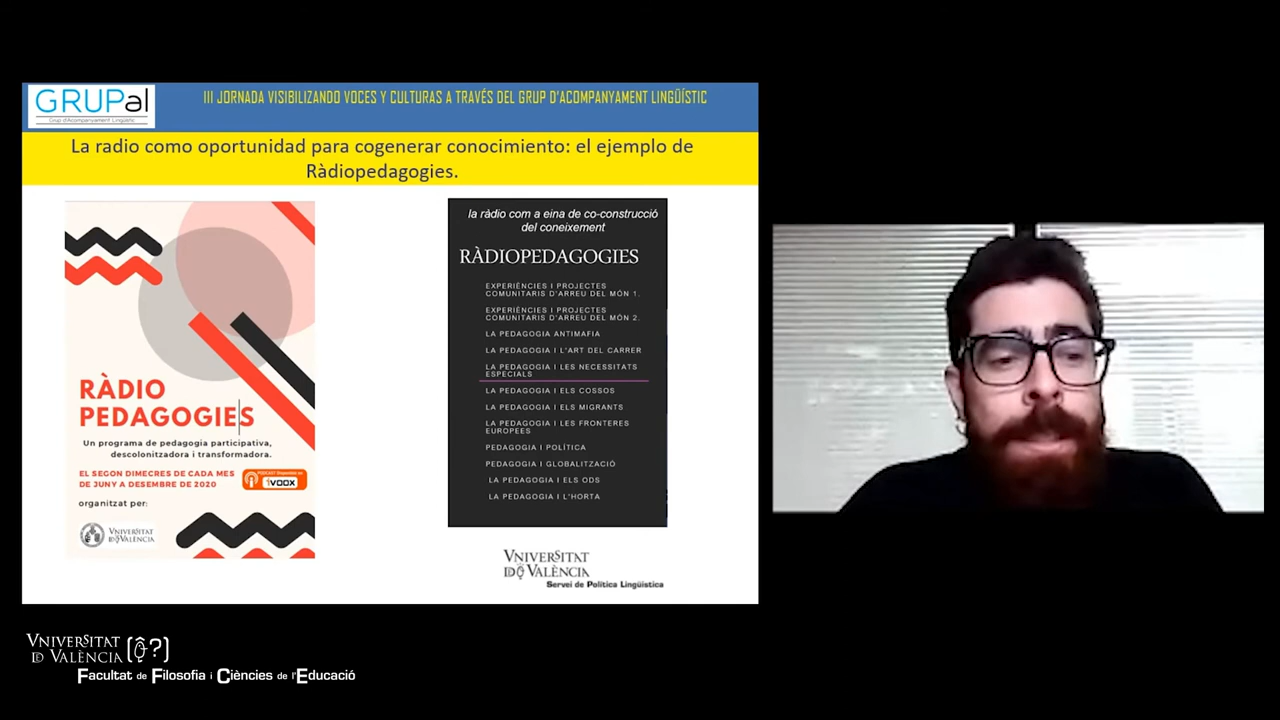 GRUPal
Grup d'Acompanyament Lingüístic
III JORNADA VISIBILIZANDO VOCES Y CULTURAS A TRAVÉS DEL GRUP D'ACOMPANYAMENT LINGÜÍSTIC
La radio como oportunidad para cogenerar conocimiento: el ejemplo de
Ràdiopedagogies.
RÀDIO
PEDAGOGIES
Un programa de pedagogia participativa,
descolonitzadora i transformadora.
EL SEGON DIMECRES DE CADA MES
DE JUNY A DESEMBRE DE 2020
iVOOX
organitzat per:
VNIVERSITAT
ID VALÈNCIA
la ràdio com a eina de co-construcció
del coneixement
RÀDIOPEDAGOGIES
EXPERIÈNCIES I PROJECTES
COMUNITARIS D'ARREU DEL MÓN 1.
EXPERIÈNCIES I PROJECTES
COMUNITARIS D'ARREU DEL MÓN 2.
LA PEDAGOGIA ANTIMAFIA
LA PEDAGOGIA I L'ART DEL CARRER
LA PEDAGOGIA I LES NECESSITATS
ESPECIALS
LA PEDAGOGIA I ELS COSSOS
LA PEDAGOGIA I ELS MIGRANTS
LA PEDAGOGIA I LES FRONTERES
EUROPEES
PEDAGOGIA I POLÍTICA
PEDAGOGIA I GLOBALITZACIÓ
LA PEDAGOGIA I ELS ODS
LA PEDAGOGIA I L'HORTA
VNIVERSITAT
ID VALÈNCIA
Servei de Política Lingüística
VNIVERSITAT
ID VALÈNCIA
Facultat de Filosofia i Ciències de l'Educació